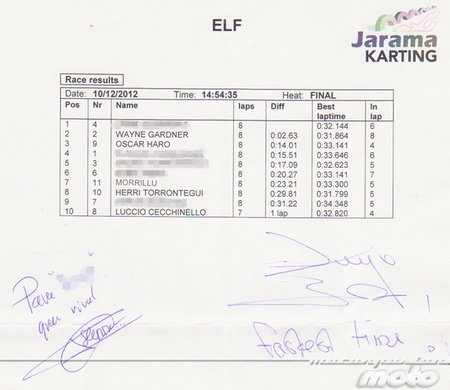 ELF
Jarama
KARTING
Race results
Date: 10/12/2012 Time: 14:54:35 Heat: FINAL
Pos Nr Name laps Diff Best laptime In lap
1 4 8 0:32.144 6
2 2 WAYNE GARDNER 8 0:02.63 0:31.864 8
3 9 OSCAR HARO 8 0:14.01 0:33.141 4
4 1 8 0:15.51 0:33.646 6
5 3 8 0:17.09 0:32.623 5
6 6 8 0:20.27 0:33.141 7
7 11 MORRILLU 8 0:23.21 0:33.300 5
8 10 HERRI TORRONTEGUI 8 0:29.81 0:31.799 5
9 7 8 0:31.22 0:34.348 5
10 8 LUCCIO CECCHINELLO 7 1 lap 0:32.820 4
Para
gran rival
Fastest time
moto